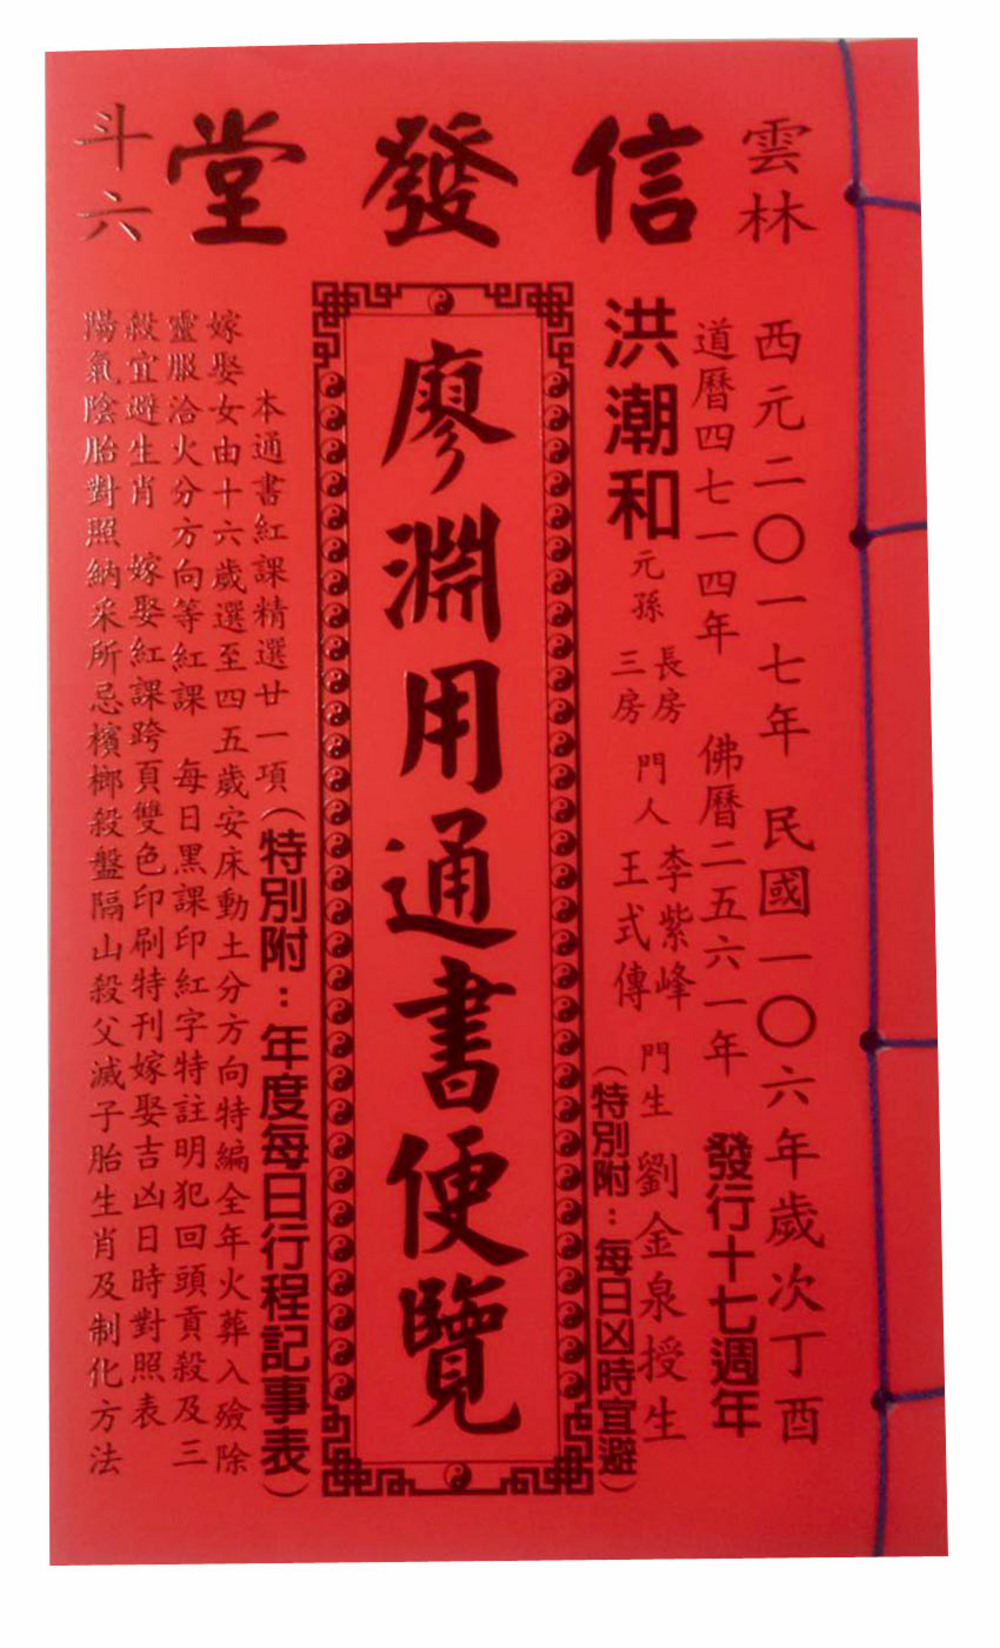 雲林 信發堂 斗六
西元二〇一七年 民國一〇六年歲次丁酉
道曆四七一四年 佛曆二五六一年 發行十七週年
洪潮和 元孫 長房 三房 門人 李紫峰 王式傳 門生 劉金泉授生
（特別附：每日凶時宜避）
廖淵用通書便覽
本通書紅課精選廿一項（特別附：年度每日行程記事表）
嫁娶女由十六歲選至四五歲安床動土分方向特編全年火葬入殮除
靈服洽火分方向等紅課 每日黑課印紅字特註明犯回頭貢殺及三
殺宜避生肖 嫁娶紅課跨頁雙色印刷特刊嫁娶吉凶日時對照表
陽氣陰胎對照納采所忌檳榔殺盤隔山殺父滅子胎生肖及制化方法